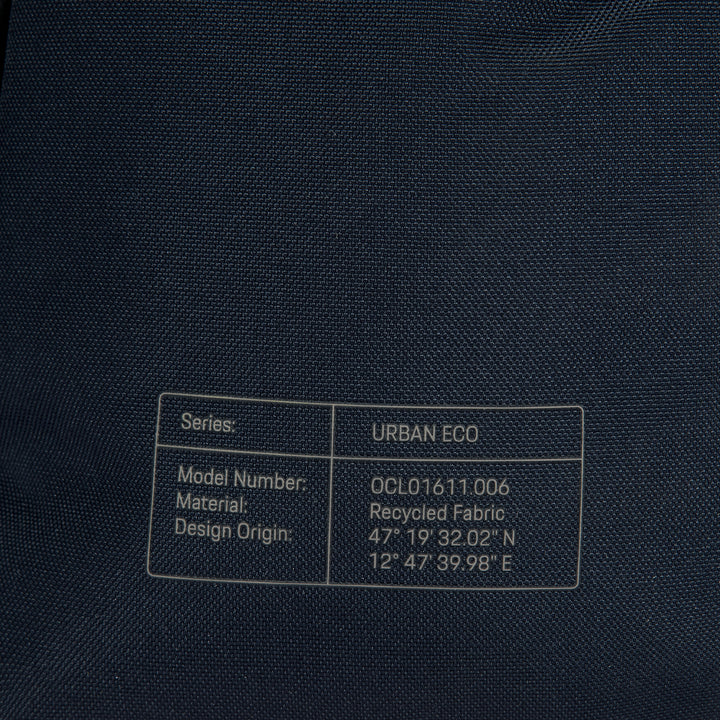 Series: URBAN ECO
Model Number: OCL01611.006
Material: Recycled Fabric
Design Origin: 47° 19' 32.02" N
12° 47' 39.98" E